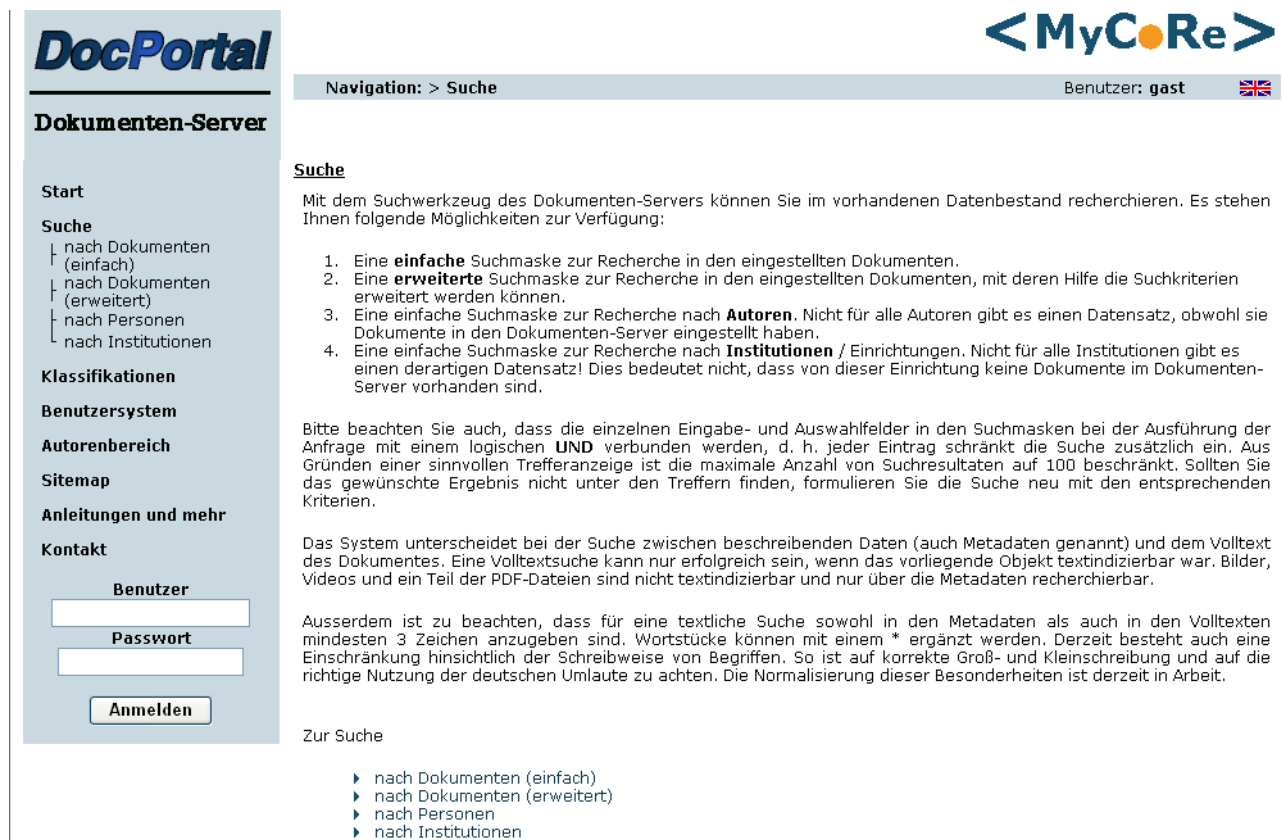 DocPortal
<MyCoRe>
Navigation: > Suche
Benutzer: gast
Dokumenten-Server
Start
Suche
nach Dokumenten
(einfach)
nach Dokumenten
(erweitert)
nach Personen
nach Institutionen
Klassifikationen
Benutzersystem
Autorenbereich
Sitemap
Anleitungen und mehr
Kontakt
Benutzer
Passwort
Anmelden
Suche
Mit dem Suchwerkzeug des Dokumenten-Servers können Sie im vorhandenen Datenbestand recherchieren. Es stehen
Ihnen folgende Möglichkeiten zur Verfügung:
1. Eine einfache Suchmaske zur Recherche in den eingestellten Dokumenten.
2. Eine erweiterte Suchmaske zur Recherche in den eingestellten Dokumenten, mit deren Hilfe die Suchkriterien
erweitert werden können.
3. Eine einfache Suchmaske zur Recherche nach Autoren. Nicht für alle Autoren gibt es einen Datensatz, obwohl sie
Dokumente in den Dokumenten-Server eingestellt haben.
4. Eine einfache Suchmaske zur Recherche nach Institutionen / Einrichtungen. Nicht für alle Institutionen gibt es
einen derartigen Datensatz! Dies bedeutet nicht, dass von dieser Einrichtung keine Dokumente im Dokumenten-
Server vorhanden sind.
Bitte beachten Sie auch, dass die einzelnen Eingabe- und Auswahlfelder in den Suchmasken bei der Ausführung der
Anfrage mit einem logischen UND verbunden werden, d. h. jeder Eintrag schränkt die Suche zusätzlich ein. Aus
Gründen einer sinnvollen Trefferanzeige ist die maximale Anzahl von Suchresultaten auf 100 beschränkt. Sollten Sie
das gewünschte Ergebnis nicht unter den Treffern finden, formulieren Sie die Suche neu mit den entsprechenden
Kriterien.
Das System unterscheidet bei der Suche zwischen beschreibenden Daten (auch Metadaten genannt) und dem Volltext
des Dokumentes. Eine Volltextsuche kann nur erfolgreich sein, wenn das vorliegende Objekt textindizierbar war. Bilder,
Videos und ein Teil der PDF-Dateien sind nicht textindizierbar und nur über die Metadaten recherchierbar.
Ausserdem ist zu beachten, dass für eine textliche Suche sowohl in den Metadaten als auch in den Volltexten
mindesten 3 Zeichen anzugeben sind. Wortstücke können mit einem * ergänzt werden. Derzeit besteht auch eine
Einschränkung hinsichtlich der Schreibweise von Begriffen. So ist auf korrekte Groß- und Kleinschreibung und auf die
richtige Nutzung der deutschen Umlaute zu achten. Die Normalisierung dieser Besonderheiten ist derzeit in Arbeit.
Zur Suche
nach Dokumenten (einfach)
nach Dokumenten (erweitert)
nach Personen
nach Institutionen